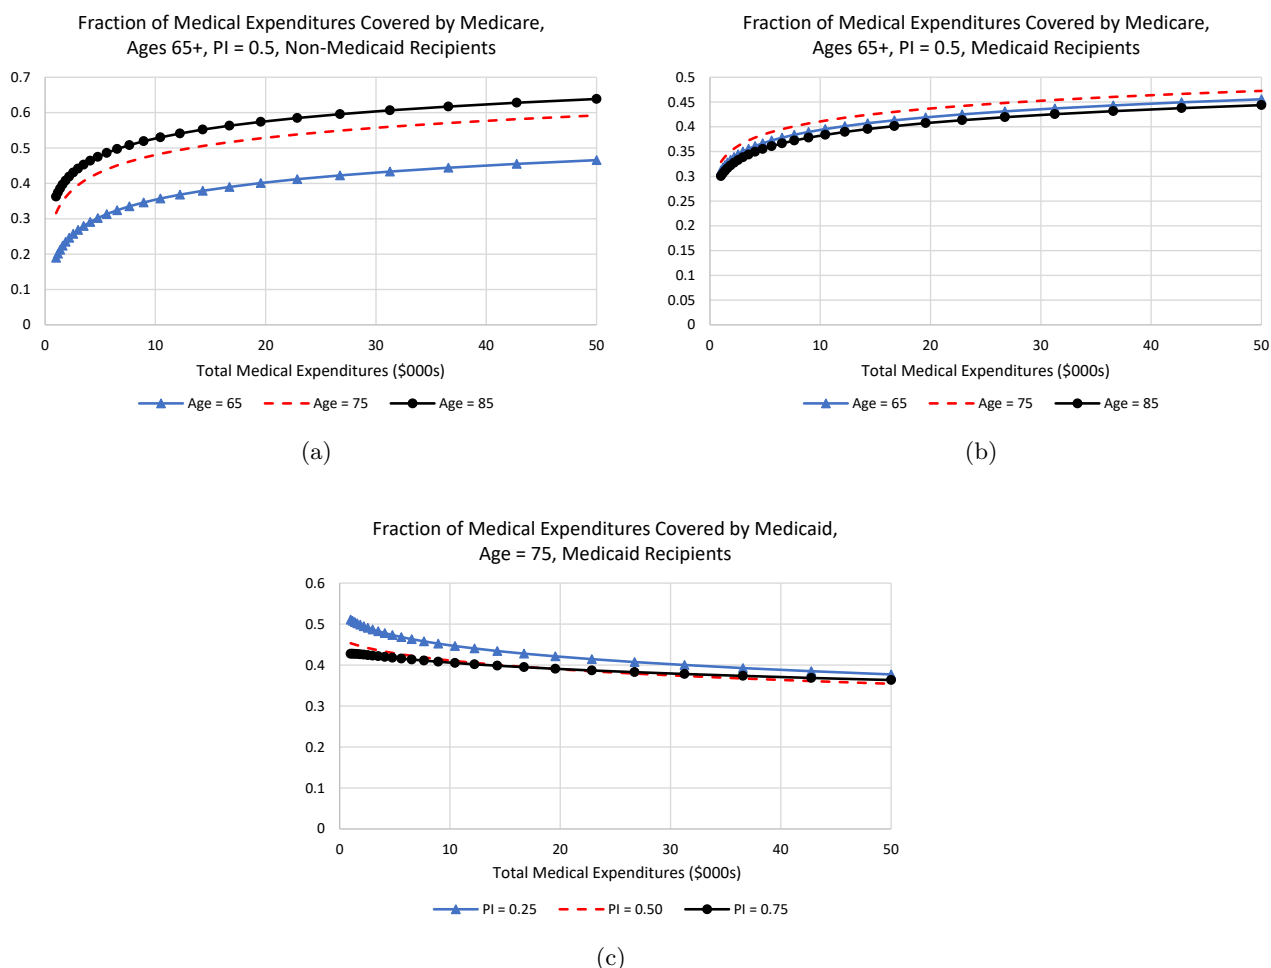 Fraction of Medical Expenditures Covered by Medicare,
Ages 65+, PI = 0.5, Non-Medicaid Recipients
0.7
0.6
0.5
0.4
0.3
0.2
0.1
0
0 10 20 30 40 50
Total Medical Expenditures ($000s)
Age = 65 Age = 75 Age = 85
(a)
Fraction of Medical Expenditures Covered by Medicare,
Ages 65+, PI = 0.5, Medicaid Recipients
0.5
0.45
0.4
0.35
0.3
0.25
0.2
0.15
0.1
0.05
0
0 10 20 30 40 50
Total Medical Expenditures ($000s)
Age = 65 Age = 75 Age = 85
(b)
Fraction of Medical Expenditures Covered by Medicaid,
Age = 75, Medicaid Recipients
0.6
0.5
0.4
0.3
0.2
0.1
0
0 10 20 30 40 50
Total Medical Expenditures ($000s)
PI = 0.25 PI = 0.50 PI = 0.75
(c)